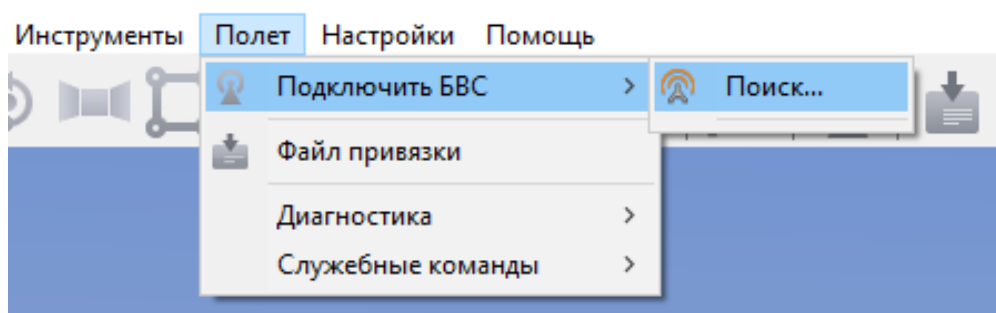 Инструменты Полет Настройки Помощь
Подключить БВС > Поиск...
Файл привязки
Диагностика >
Служебные команды >